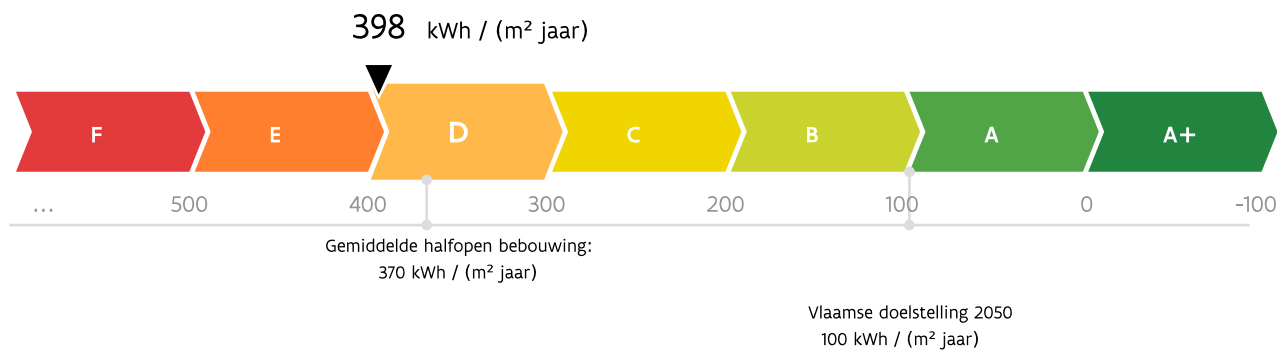 398 kWh / (m² jaar)
F E D C B A A+
... 500 400 300 200 100 0 -100
Gemiddelde halfopen bebouwing:
370 kWh / (m² jaar)
Vlaamse doelstelling 2050
100 kWh / (m² jaar)